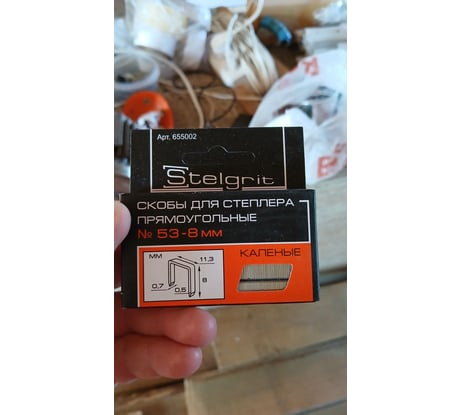 Арт. 655002
Stelgrit
СКОБЫ ДЛЯ СТЕПЛЕРА
ПРЯМОУГОЛЬНЫЕ
№ 53-8 мм
КАЛЕНЫЕ
мм
11,3
0,7
0,5
8